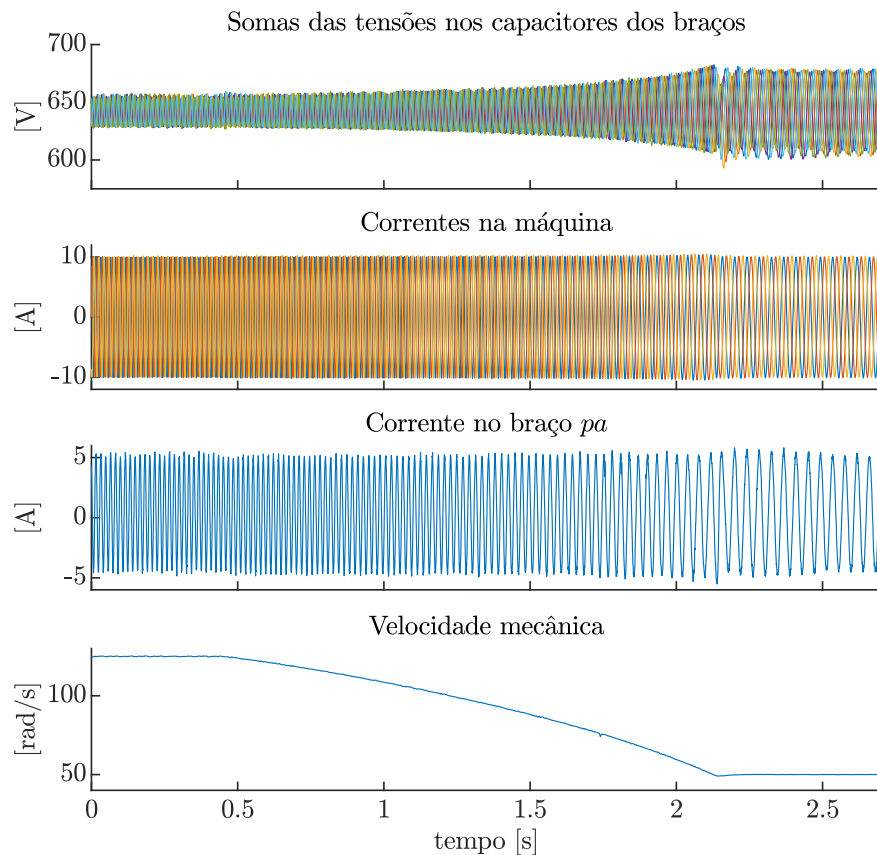 Somas das tensões nos capacitores dos braços
700
650
600
[V]
Correntes na máquina
10
0
-10
[A]
Corrente no braço pa
5
0
-5
[A]
Velocidade mecânica
100
50
[rad/s]
0 0.5 1 1.5 2 2.5
tempo [s]